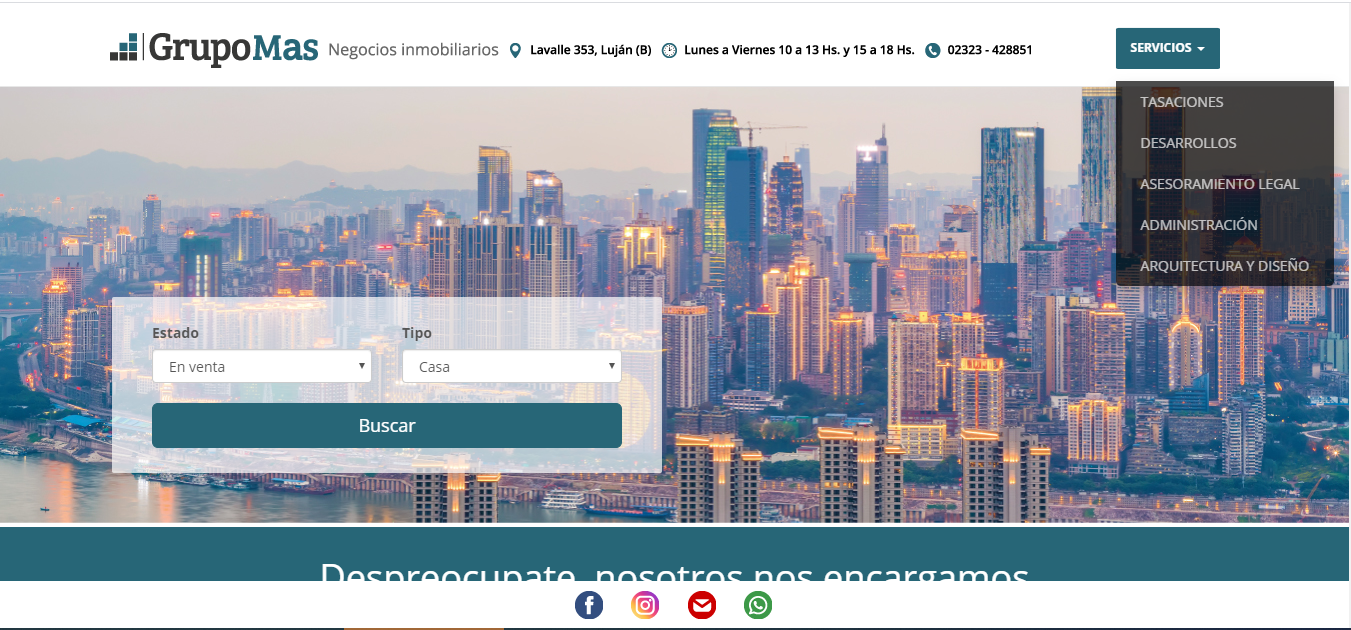 GrupoMas Negocios inmobiliarios Lavalle 353, Luján (B) Lunes a Viernes 10 a 13 Hs. y 15 a 18 Hs. 02323 - 428851 SERVICIOS
TASACIONES
DESARROLLOS
ASESORAMIENTO LEGAL
ADMINISTRACIÓN
ARQUITECTURA Y DISEÑO
Estado Tipo
En venta Casa
Buscar
Despreocupate, nosotros nos encargamos